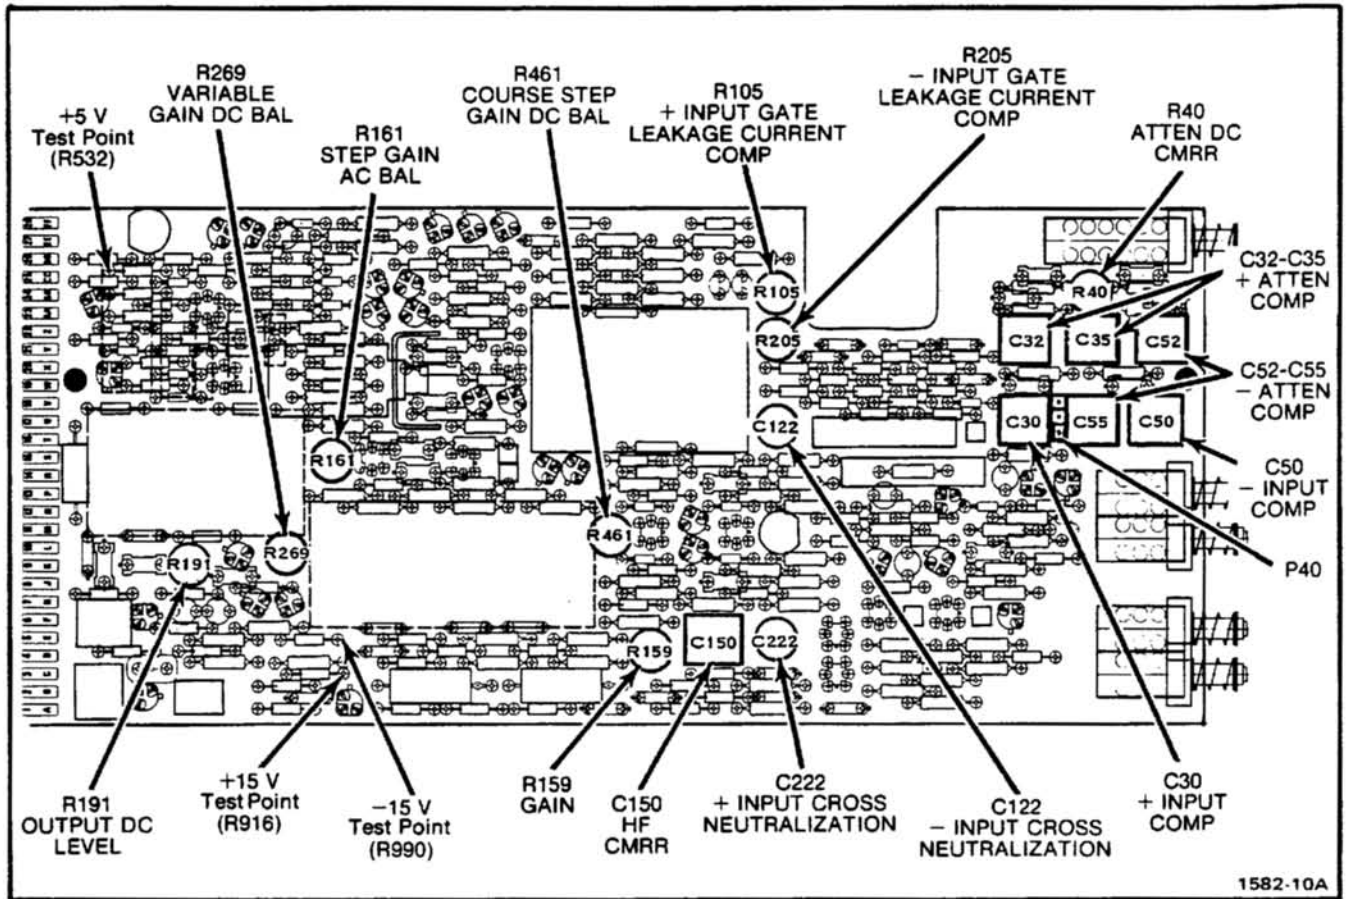 R269
VARIABLE
GAIN DC BAL
+5 V
Test Point
(R532)
R161
STEP GAIN
AC BAL
R461
COURSE STEP
GAIN DC BAL
R105
+ INPUT GATE
LEAKAGE CURRENT
COMP
R205
− INPUT GATE
LEAKAGE CURRENT
COMP
R40
ATTEN DC
CMRR
C32-C35
+ ATTEN
COMP
C52-C55
− ATTEN
COMP
C50
− INPUT
COMP
P40
R105
R205
R40
C32
C35
C52
C30
C55
C50
C122
R161
R461
R269
R191
R159
C150
C222
R191
OUTPUT DC
LEVEL
+15 V
Test Point
(R916)
−15 V
Test Point
(R990)
R159
GAIN
C150
HF
CMRR
C222
+ INPUT CROSS
NEUTRALIZATION
C122
− INPUT CROSS
NEUTRALIZATION
C30
+ INPUT
COMP
1582-10A